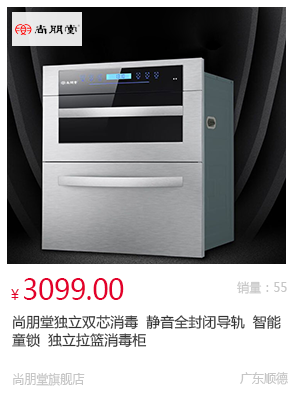 尚朋堂
¥ 3099.00
销量：55
尚朋堂独立双芯消毒 静音全封闭导轨 智能
童锁 独立拉篮消毒柜
尚朋堂旗舰店
广东顺德